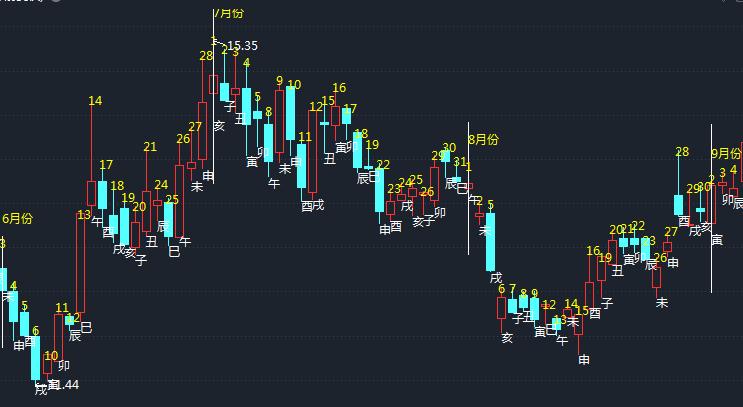 7月份
15.35
28 1 2 3 4
子 丑 亥
14
5 8 9 10 11 12 15 16 17
寅 卯 午 未 申 酉 戌 丑 寅 卯
18 19 22 23 24 25 26 29 30 31 1
辰 巳 申 酉 戌 亥 子 卯 辰 巳 午
8月份
2 5
未 戌
6 7 8 9 12 13 14 15
亥 子 丑 寅 巳 午 未 申
16 19 20 21 22 23 26 27
酉 子 丑 寅 卯 辰 未 申
28 29 30 2 3 4
酉 戌 亥 寅 卯 辰
9月份
13 17 18 19 20 21 24 25 26 27
午 酉 戌 亥 子 丑 辰 巳 午 未 申
6月份
3 4 5 6 10 11 12
未 申 酉 戌 寅 卯 辰 巳
1.44